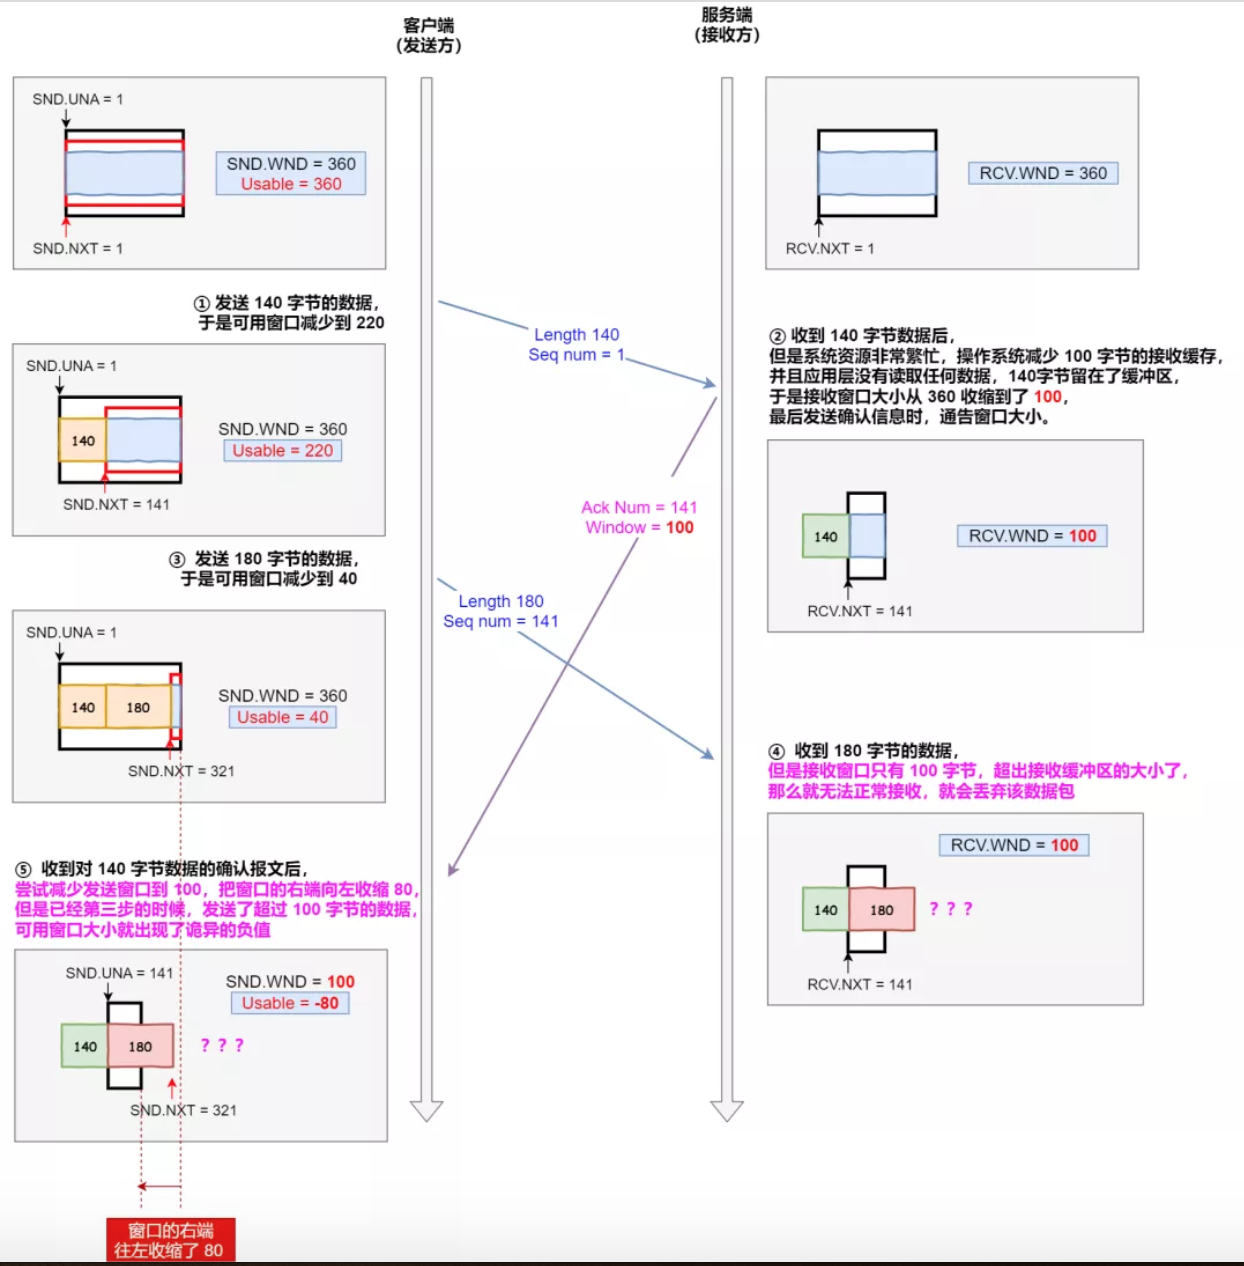 客户端
(发送方)
服务端
(接收方)
SND.UNA = 1
SND.WND = 360
Usable = 360
SND.NXT = 1
RCV.WND = 360
RCV.NXT = 1
① 发送 140 字节的数据，
于是可用窗口减少到 220
Length 140
Seq num = 1
② 收到 140 字节数据后，
但是系统资源非常繁忙，操作系统减少 100 字节的接收缓存，
并且应用层没有读取任何数据，140字节留在了缓冲区，
于是接收窗口大小从 360 收缩到了 100，
最后发送确认信息时，通告窗口大小。
SND.UNA = 1
140
SND.WND = 360
Usable = 220
SND.NXT = 141
Ack Num = 141
Window = 100
140
RCV.WND = 100
RCV.NXT = 141
③ 发送 180 字节的数据，
于是可用窗口减少到 40
Length 180
Seq num = 141
SND.UNA = 1
140
180
SND.WND = 360
Usable = 40
SND.NXT = 321
④ 收到 180 字节的数据，
但是接收窗口只有 100 字节，超出接收缓冲区的大小了，
那么就无法正常接收，就会丢弃该数据包
RCV.WND = 100
140
180
? ? ?
RCV.NXT = 141
⑤ 收到对 140 字节数据的确认报文后，
尝试减少发送窗口到 100，把窗口的右端向左收缩 80，
但是已经第三步的时候，发送了超过 100 字节的数据，
可用窗口大小就出现了诡异的负值
SND.UNA = 141
SND.WND = 100
Usable = -80
140
180
? ? ?
SND.NXT = 321
窗口的右端
往左收缩了 80